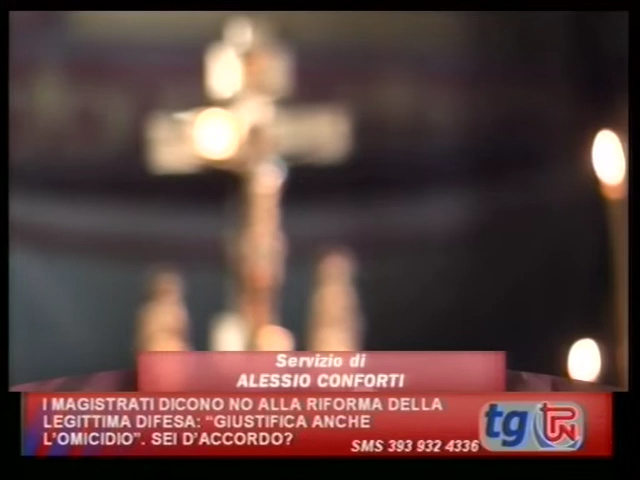 Servizio di
ALESSIO CONFORTI
I MAGISTRATI DICONO NO ALLA RIFORMA DELLA
LEGITTIMA DIFESA: “GIUSTIFICA ANCHE
L'OMICIDIO”. SEI D'ACCORDO?
SMS 393 932 4336
tg TPN